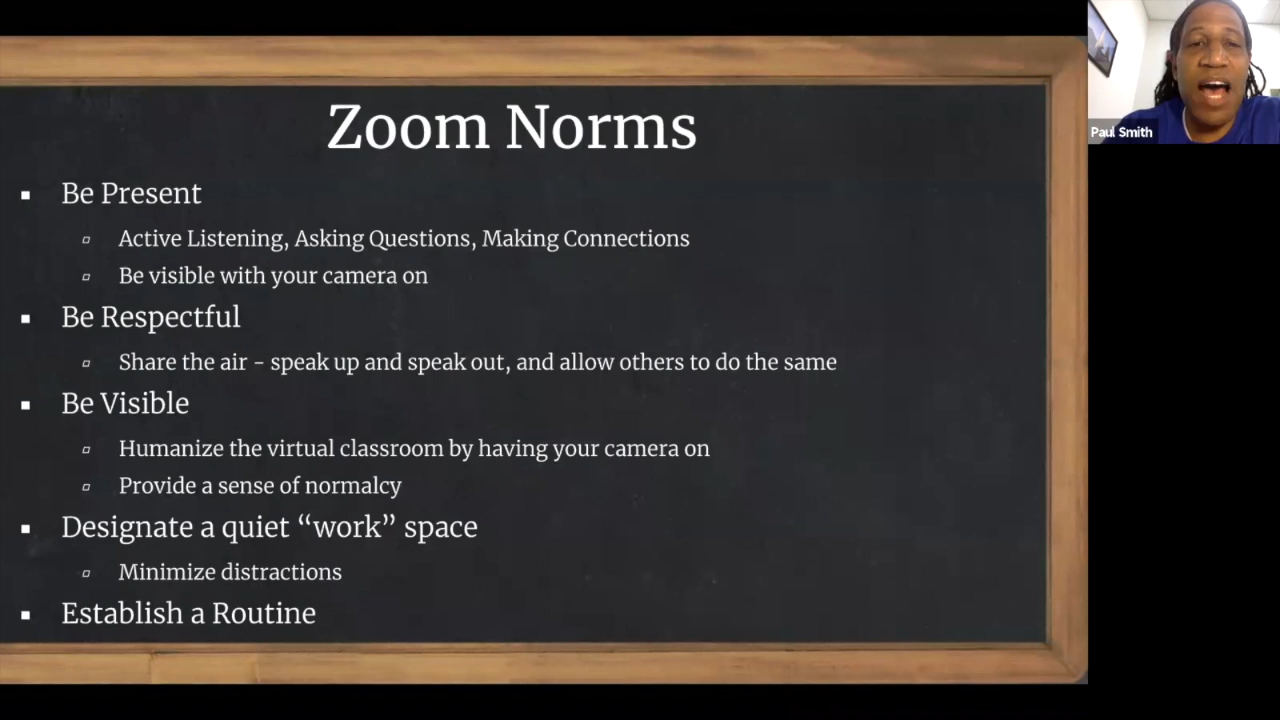 Zoom Norms
Be Present
Active Listening, Asking Questions, Making Connections
Be visible with your camera on
Be Respectful
Share the air - speak up and speak out, and allow others to do the same
Be Visible
Humanize the virtual classroom by having your camera on
Provide a sense of normalcy
Designate a quiet “work” space
Minimize distractions
Establish a Routine
Paul Smith